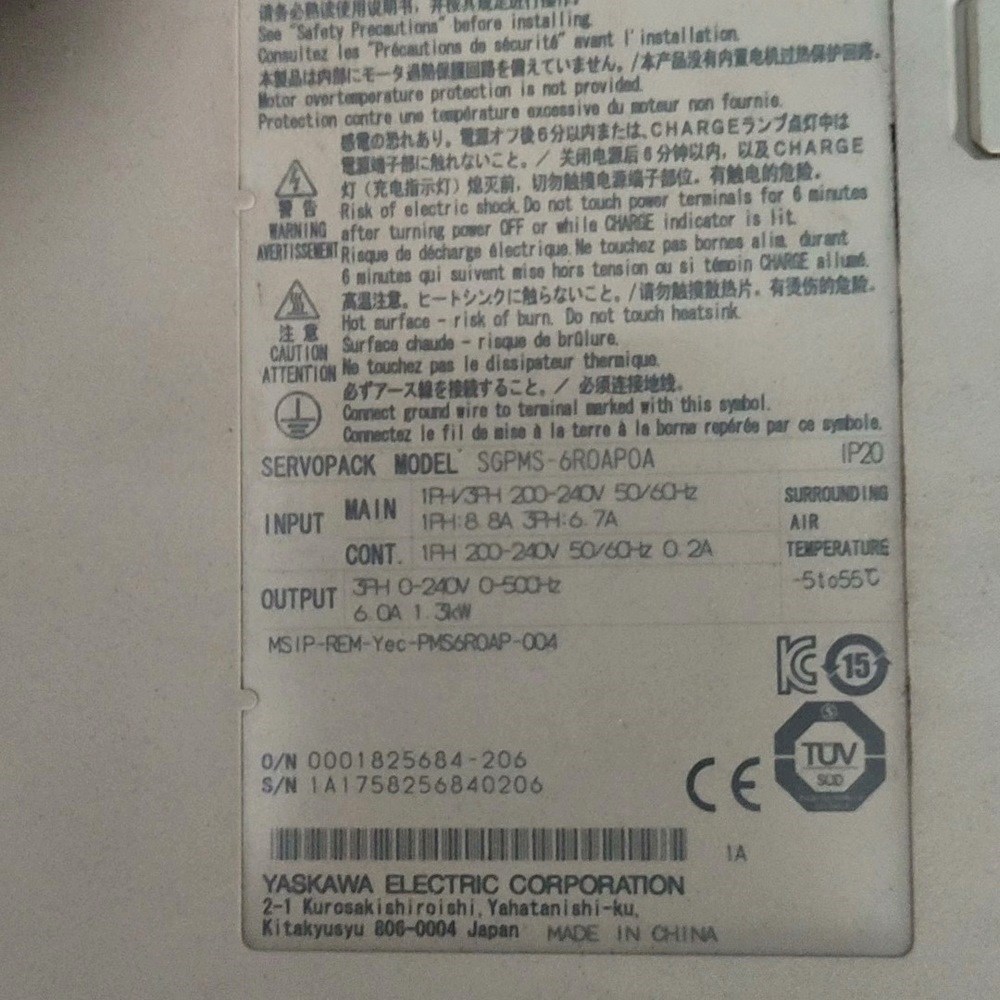 请务必熟读使用说明书，并按其规定进行操作。
See "Safety Precautions" before installing.
Consultez les "Précautions de sécurité" avant l'installation.
本製品は内部にモータ過熱保護回路を備えていません。/本产品没有内置电机过热保护回路。
Motor overtemperature protection is not provided.
Protection contre une température excessive du moteur non fournie.
感電の恐れあり。電源オフ後6分以内または、CHARGEランプ点灯中は
電源端子部に触れないこと。/ 关闭电源后6分钟以内，以及CHARGE
灯（充电指示灯）熄灭前，切勿触摸电源端子部位。有触电的危险。
警告 Risk of electric shock. Do not touch power terminals for 6 minutes
WARNING after turning power OFF or while CHARGE indicator is lit.
AVERTISSEMENT Risque de décharge électrique. Ne touchez pas bornes alim. durant
6 minutes qui suivent mise hors tension ou si témoin CHARGE allumé.
高温注意。ヒートシンクに触らないこと。/请勿触摸散热片。有烫伤的危险。
注意 Hot surface - risk of burn. Do not touch heatsink.
CAUTION Surface chaude - risque de brûlure.
ATTENTION Ne touchez pas le dissipateur thermique.
必ずアース線を接続すること。/ 必须连接地线。
Connect ground wire to terminal marked with this symbol.
Connectez le fil de mise à la terre à la borne repérée par ce symbole.
SERVOPACK MODEL SGPMS-6R0AP0A IP20
INPUT MAIN 1PH/3PH 200-240V 50/60Hz
1PH:8.8A 3PH:6.7A
CONT. 1PH 200-240V 50/60Hz 0.2A
SURROUNDING
AIR
TEMPERATURE
-5to55℃
OUTPUT 3PH 0-240V 0-500Hz
6.0A 1.3kW
MSIP-REM-Yec-PMS6R0AP-004
KC 15
TÜV
SÜD
CE
O/N 0001825684-206
S/N 1A1758256840206
1A
YASKAWA ELECTRIC CORPORATION
2-1 Kurosakishiroishi,Yahatanishi-ku,
Kitakyusyu 806-0004 Japan MADE IN CHINA